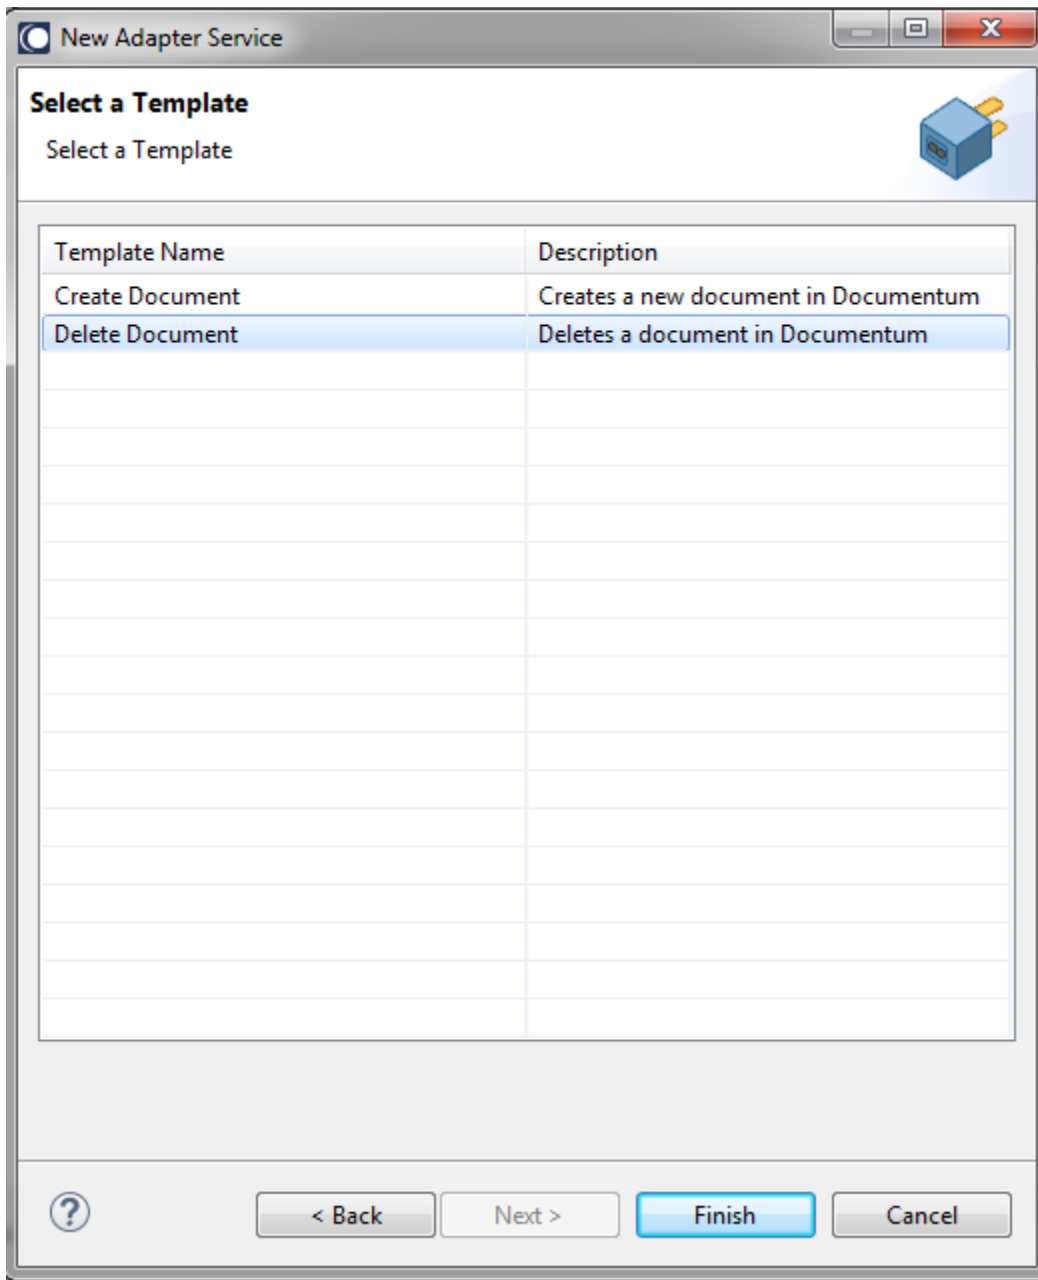 New Adapter Service
Select a Template
Select a Template
Template Name Description
Create Document Creates a new document in Documentum
Delete Document Deletes a document in Documentum
?
< Back Next > Finish Cancel